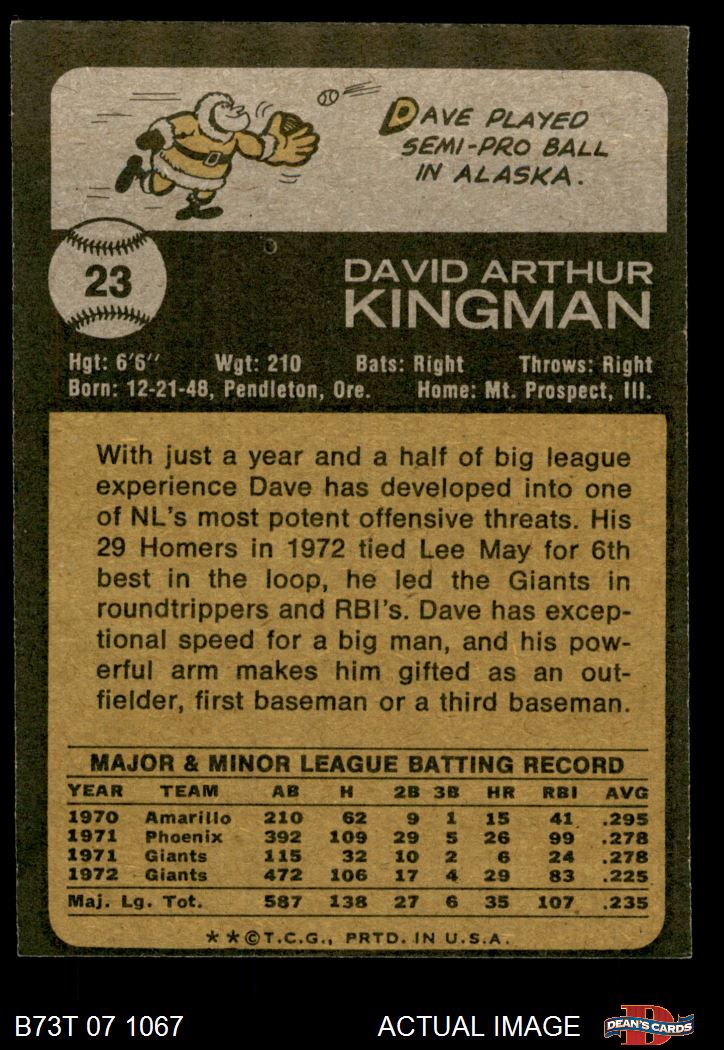 DAVE PLAYED
SEMI-PRO BALL
IN ALASKA.
23
DAVID ARTHUR
KINGMAN
Hgt: 6'6" Wgt: 210 Bats: Right Throws: Right
Born: 12-21-48, Pendleton, Ore. Home: Mt. Prospect, Ill.
With just a year and a half of big league
experience Dave has developed into one
of NL's most potent offensive threats. His
29 Homers in 1972 tied Lee May for 6th
best in the loop, he led the Giants in
roundtrippers and RBI's. Dave has excep-
tional speed for a big man, and his pow-
erful arm makes him gifted as an out-
fielder, first baseman or a third baseman.
MAJOR & MINOR LEAGUE BATTING RECORD
YEAR TEAM AB H 2B 3B HR RBI AVG
1970 Amarillo 210 62 9 1 15 41 .295
1971 Phoenix 392 109 29 5 26 99 .278
1971 Giants 115 32 10 2 6 24 .278
1972 Giants 472 106 17 4 29 83 .225
Maj. Lg. Tot. 587 138 27 6 35 107 .235
**©T.C.G., PRTD. IN U.S.A.
B73T 07 1067 ACTUAL IMAGE D DEAN'S CARDS